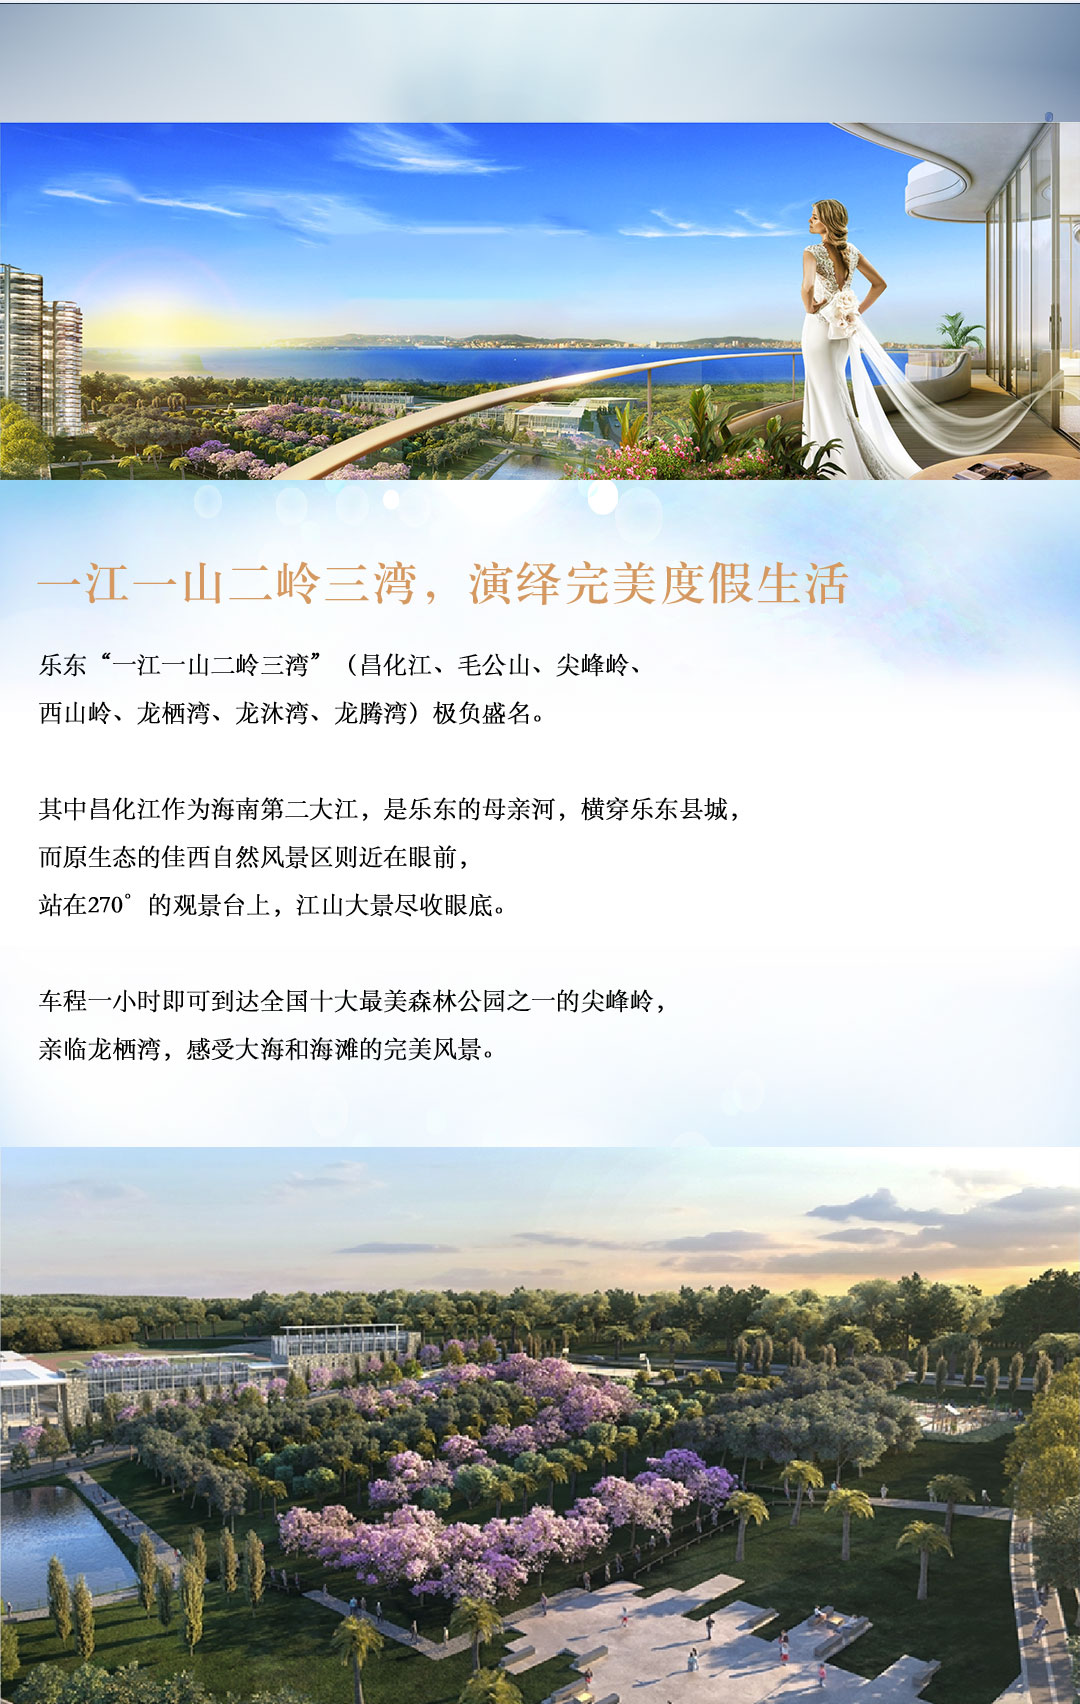 一江一山二岭三湾，演绎完美度假生活
乐东“一江一山二岭三湾”（昌化江、毛公山、尖峰岭、
西山岭、龙栖湾、龙沐湾、龙腾湾）极负盛名。
其中昌化江作为海南第二大江，是乐东的母亲河，横穿乐东县城，
而原生态的佳西自然风景区则近在眼前，
站在270°的观景台上，江山大景尽收眼底。
车程一小时即可到达全国十大最美森林公园之一的尖峰岭，
亲临龙栖湾，感受大海和海滩的完美风景。